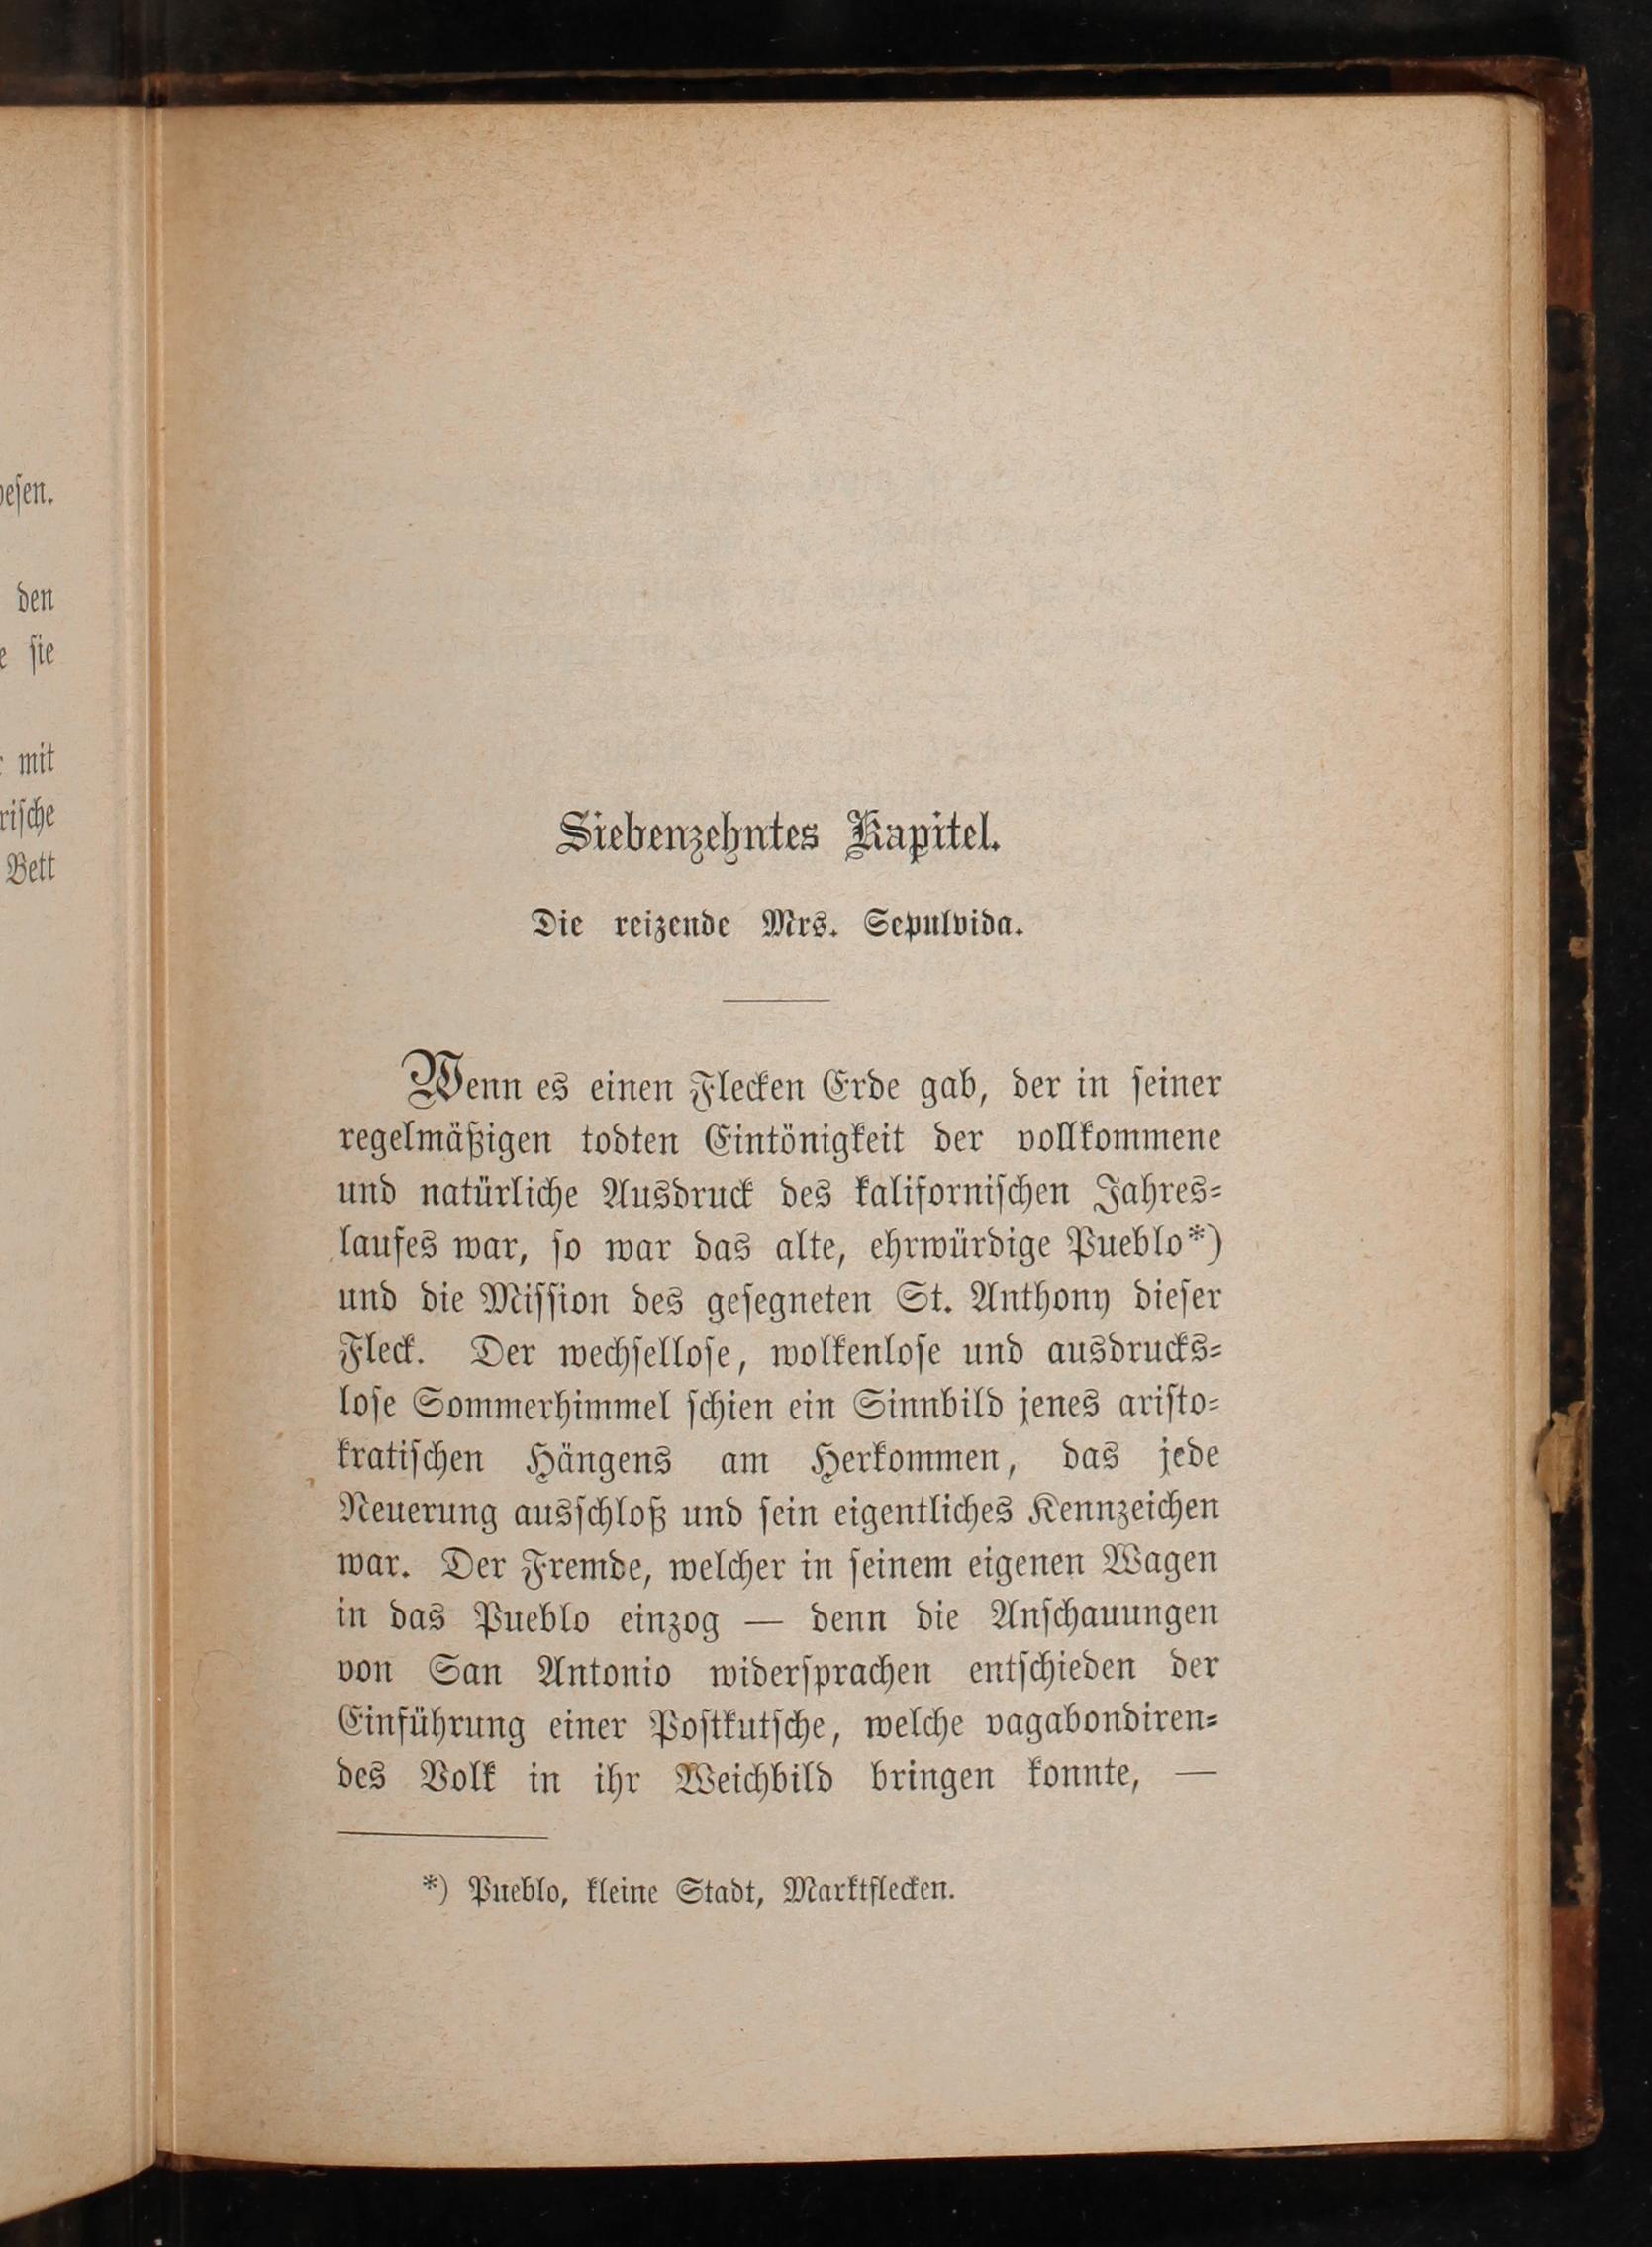 den
sie
mit
Bett
Siebenzehntes Kapitel.
Die reizende Mrs. Sepulvida.
Wenn es einen Flecken Erde gab, der in ſeiner
regelmäßigen todten Eintönigkeit der vollkommene
und natürliche Ausdruck des kaliforniſchen Jahres⸗
laufes war, ſo war das alte, ehrwürdige Pueblo*)
und die Miſſion des geſegneten St. Anthony dieſer
Fleck. Der wechſelloſe, wolkenloſe und ausdrucks⸗
loſe Sommerhimmel ſchien ein Sinnbild jenes ariſto⸗
kratiſchen Hängens am Herkommen, das jede
Neuerung ausſchloß und ſein eigentliches Kennzeichen
war. Der Fremde, welcher in ſeinem eigenen Wagen
in das Pueblo einzog — denn die Anſchauungen
von San Antonio widerſprachen entſchieden der
Einführung einer Poſtkutſche, welche vagabondiren⸗
des Volk in ihr Weichbild bringen konnte, —
*) Pueblo, kleine Stadt, Marktflecken.